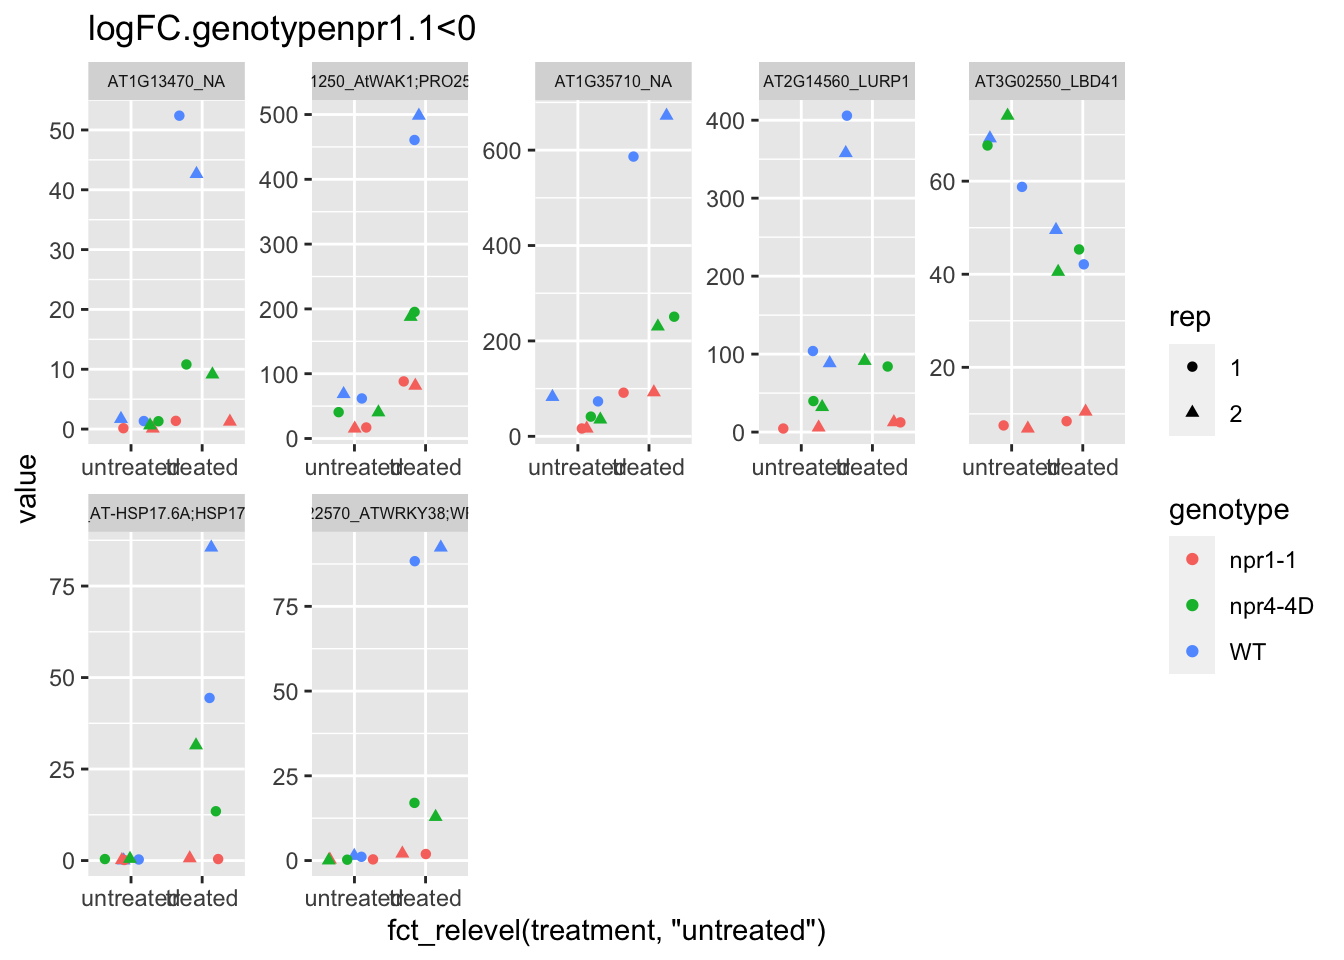 logFC.genotypenpr1.1<0
AT1G13470_NA
1250_AtWAK1;PRO25
AT1G35710_NA
AT2G14560_LURP1
AT3G02550_LBD41
50
40
30
20
10
0
500
400
300
200
100
0
600
400
200
0
400
300
200
100
0
60
40
20
untreated
treated
untreated
treated
untreated
treated
untreated
treated
untreated
treated
_AT-HSP17.6A;HSP17
22570_ATWRKY38;WR
75
50
25
0
75
50
25
0
untreated
treated
untreated
treated
value
fct_relevel(treatment, "untreated")
rep
1
2
genotype
npr1-1
npr4-4D
WT